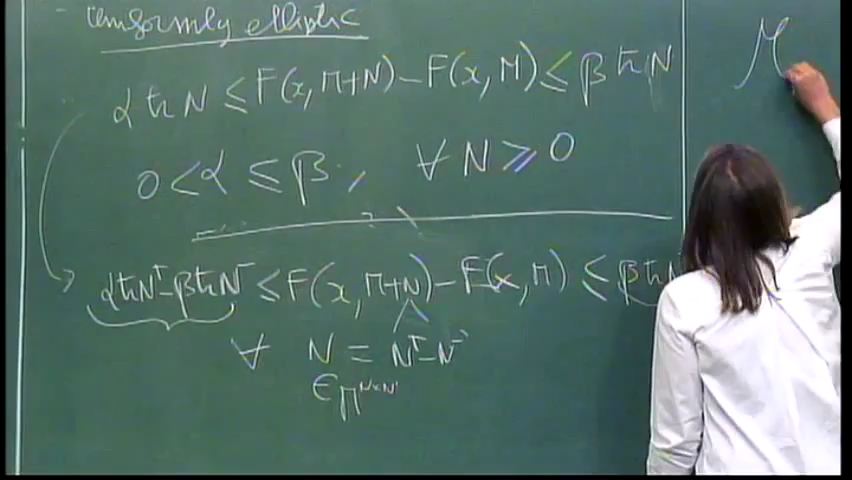 - uniformly elliptic
α tr N ≤ F(x, M+N) - F(x, M) ≤ β tr N
0 < α ≤ β, ∀ N ≥ 0
α tr N⁺ - β tr N⁻ ≤ F(x, M+N) - F(x, M) ≤ β tr N
∀ N = N⁺ - N⁻
∈ M^{N×N}
M